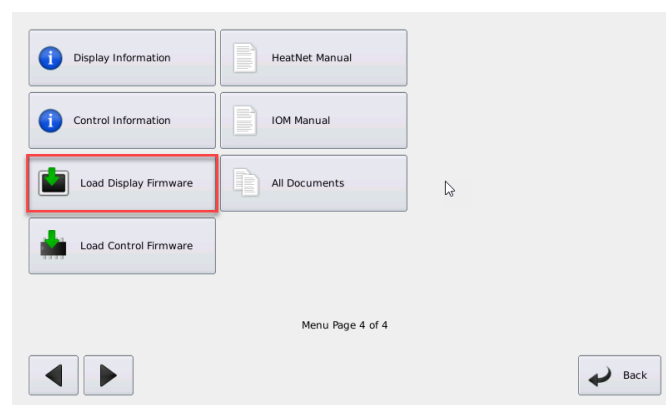 Display Information
HeatNet Manual
Control Information
IOM Manual
Load Display Firmware
All Documents
Load Control Firmware
Menu Page 4 of 4
Back